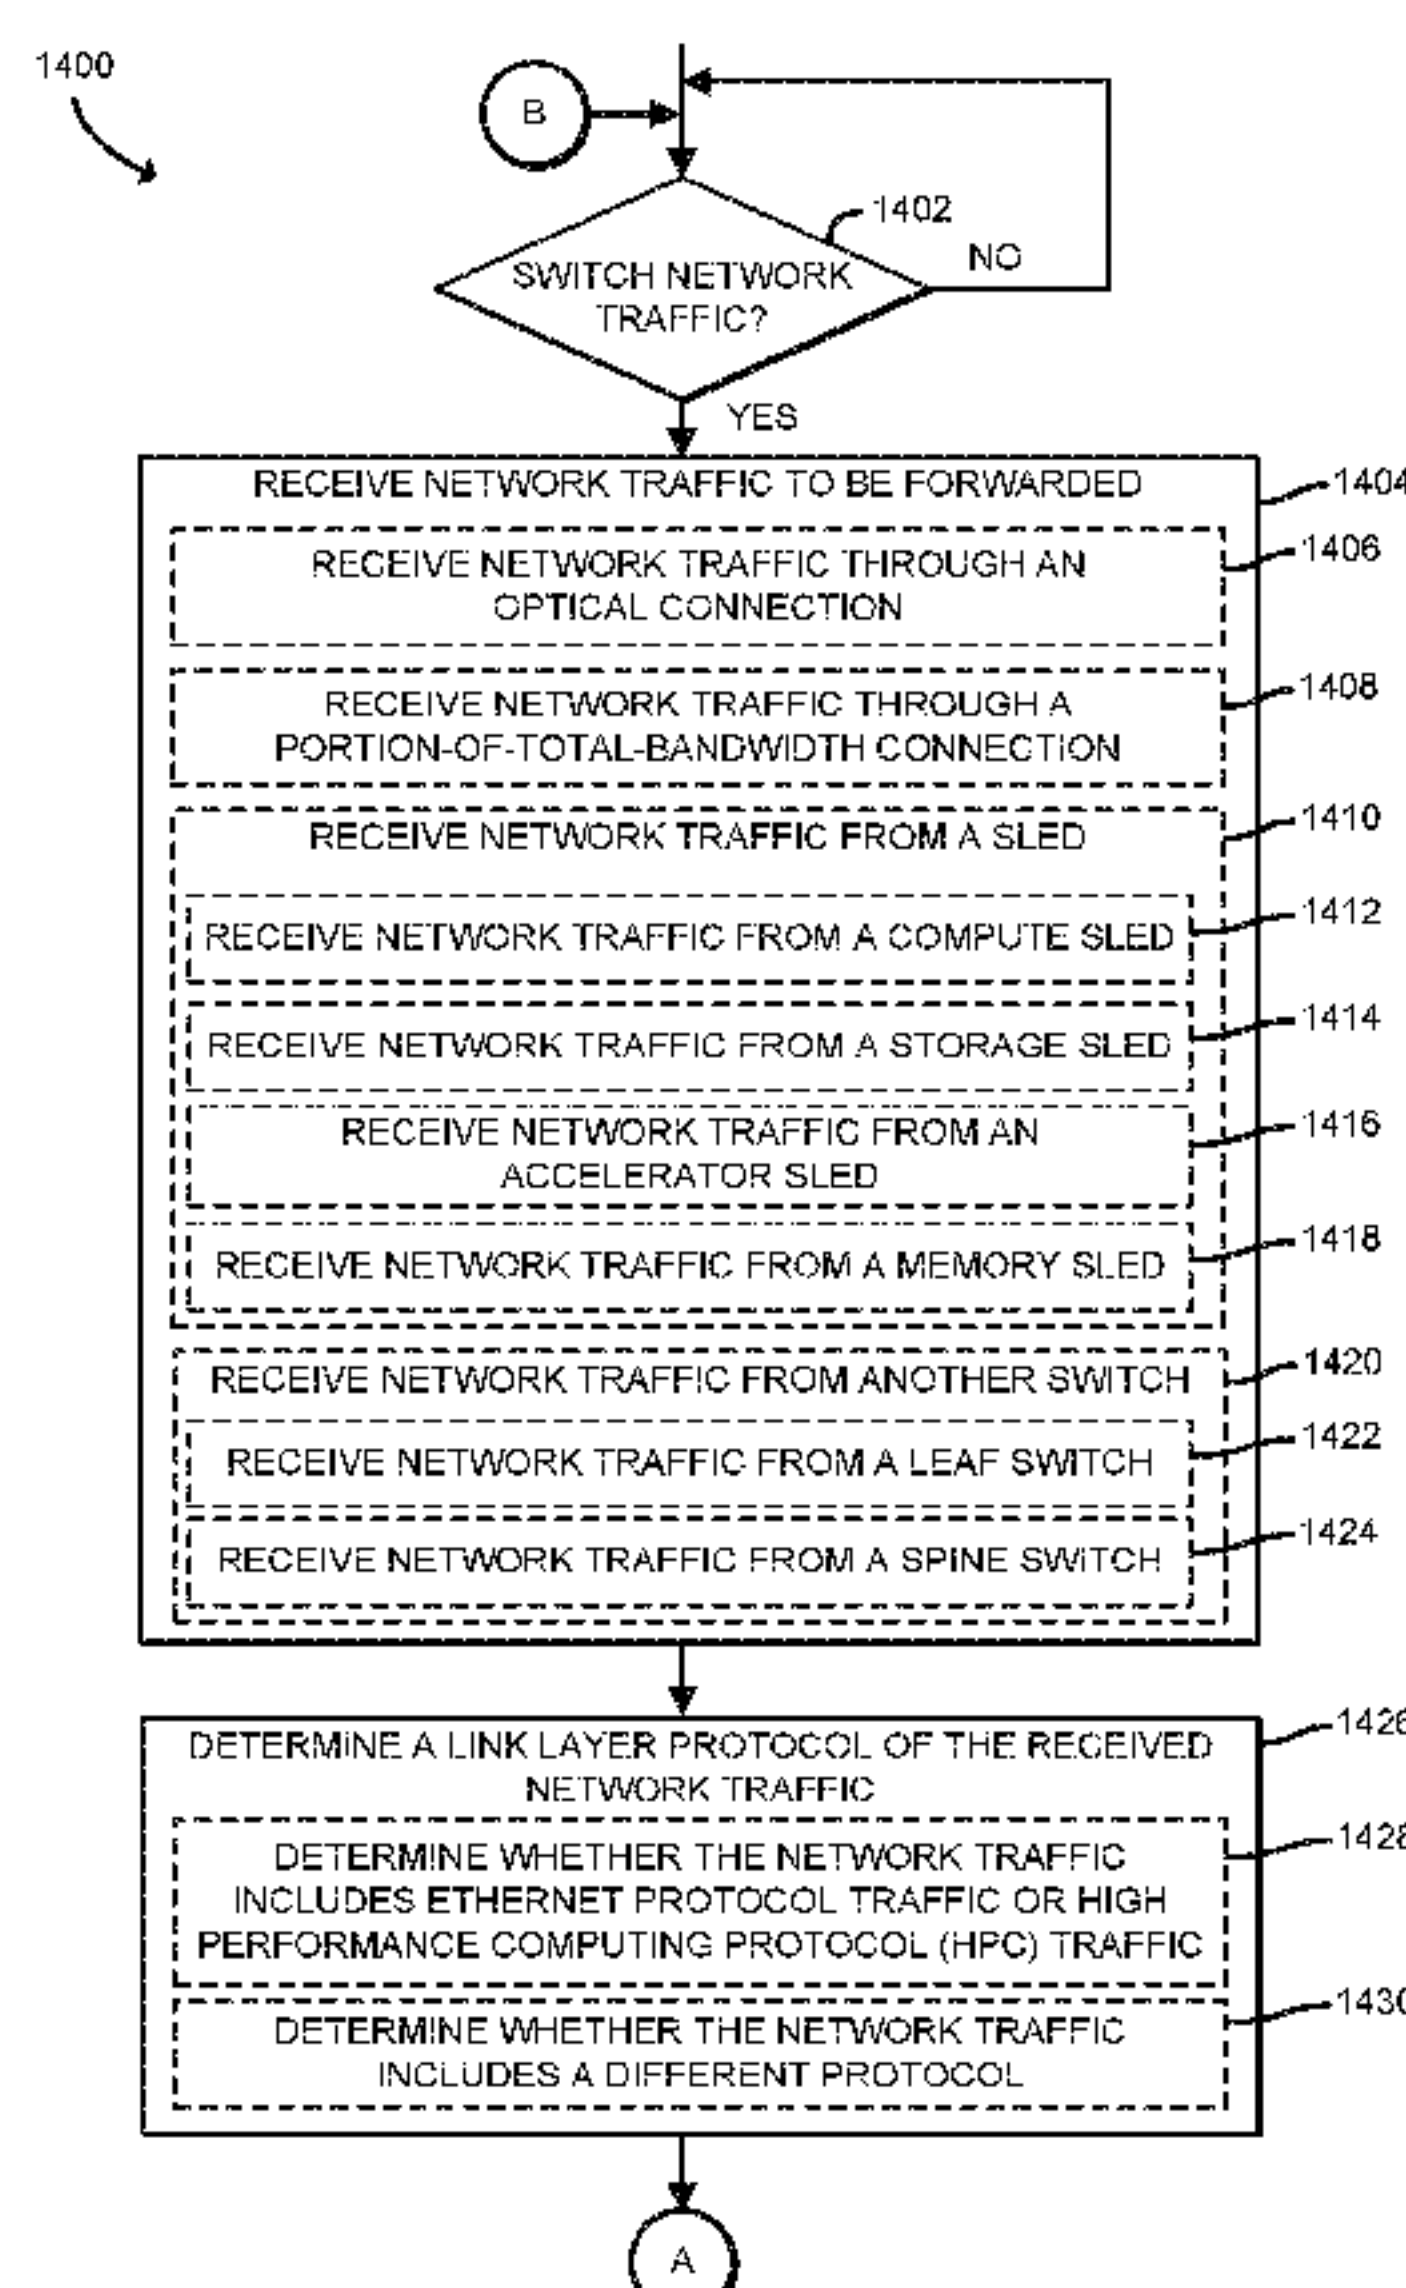 1400
B
1402
SWITCH NETWORK
TRAFFIC?
NO
YES
RECEIVE NETWORK TRAFFIC TO BE FORWARDED
1404
RECEIVE NETWORK TRAFFIC THROUGH AN
OPTICAL CONNECTION
1406
RECEIVE NETWORK TRAFFIC THROUGH A
PORTION-OF-TOTAL-BANDWIDTH CONNECTION
1408
RECEIVE NETWORK TRAFFIC FROM A SLED
1410
RECEIVE NETWORK TRAFFIC FROM A COMPUTE SLED
1412
RECEIVE NETWORK TRAFFIC FROM A STORAGE SLED
1414
RECEIVE NETWORK TRAFFIC FROM AN
ACCELERATOR SLED
1416
RECEIVE NETWORK TRAFFIC FROM A MEMORY SLED
1418
RECEIVE NETWORK TRAFFIC FROM ANOTHER SWITCH
1420
RECEIVE NETWORK TRAFFIC FROM A LEAF SWITCH
1422
RECEIVE NETWORK TRAFFIC FROM A SPINE SWITCH
1424
DETERMINE A LINK LAYER PROTOCOL OF THE RECEIVED
NETWORK TRAFFIC
1426
DETERMINE WHETHER THE NETWORK TRAFFIC
INCLUDES ETHERNET PROTOCOL TRAFFIC OR HIGH
PERFORMANCE COMPUTING PROTOCOL (HPC) TRAFFIC
1428
DETERMINE WHETHER THE NETWORK TRAFFIC
INCLUDES A DIFFERENT PROTOCOL
1430
A